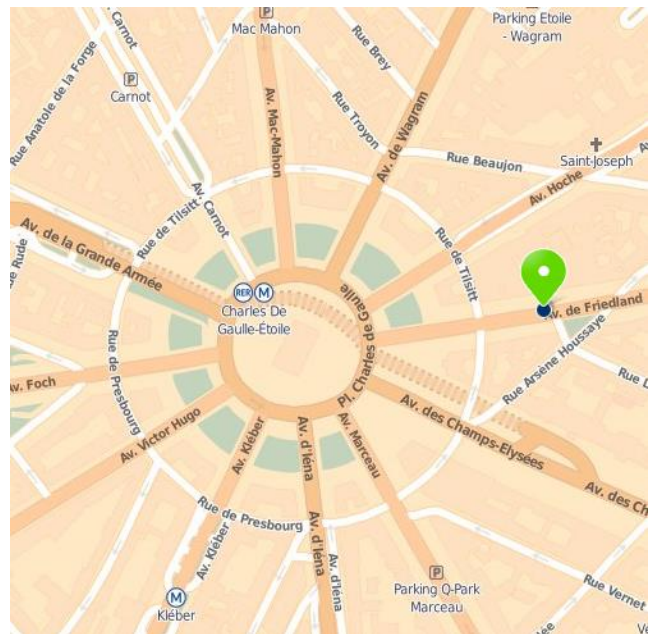 P
Mac Mahon
Parking Etoile
- Wagram
Carnot
Rue Brey
P
Carnot
Rue Anatole de la Forge
Av. Mac-Mahon
Rue Troyon
Av. de Wagram
Rue Beaujon
Saint-Joseph
Av. Hoche
Av. Carnot
Rue de Tilsitt
Rue de Tilsitt
Av. de la Grande Armée
Rude
RER M
Charles De
Gaulle-Étoile
Pl. Charles de Gaulle
Av. de Friedland
Rue Arsène Houssaye
Rue de Presbourg
Av. Foch
Av. Victor Hugo
Av. Kléber
Av. d'Iéna
Av. Marceau
Av. des Champs-Elysées
Av. des Ch
Rue de Presbourg
Av. Kléber
Av. d'Iéna
Av. d'Iéna
M
Kléber
P
Parking Q-Park
Marceau
Rue Vernet